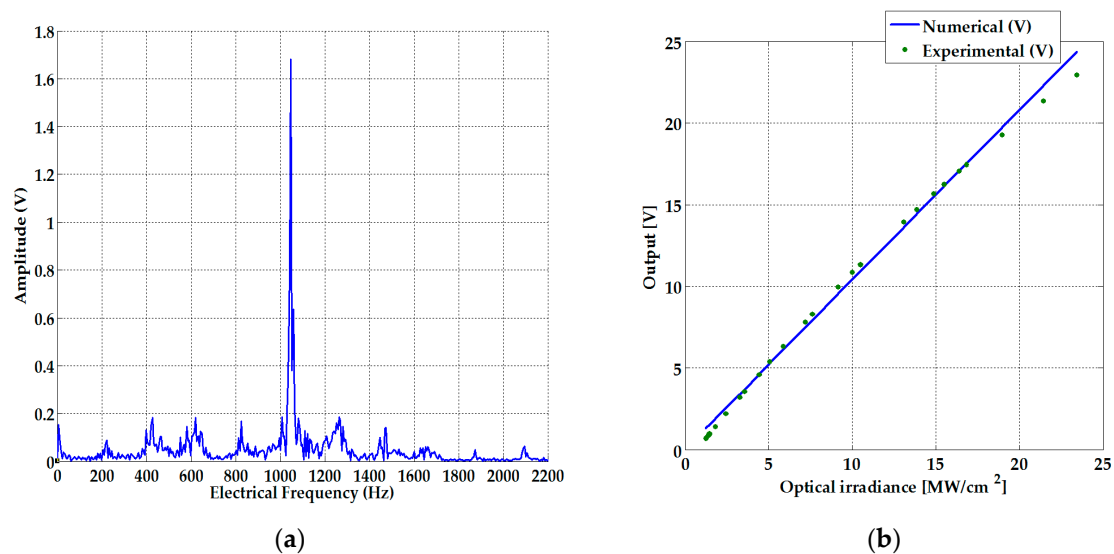 1.8
1.6
1.4
1.2
1
0.8
0.6
0.4
0.2
0
Amplitude (V)
0 200 400 600 800 1000 1200 1400 1600 1800 2000 2200
Electrical Frequency (Hz)
(a)
Numerical (V)
Experimental (V)
25
20
15
10
5
0
Output [V]
0 5 10 15 20 25
Optical irradiance [MW/cm ²]
(b)